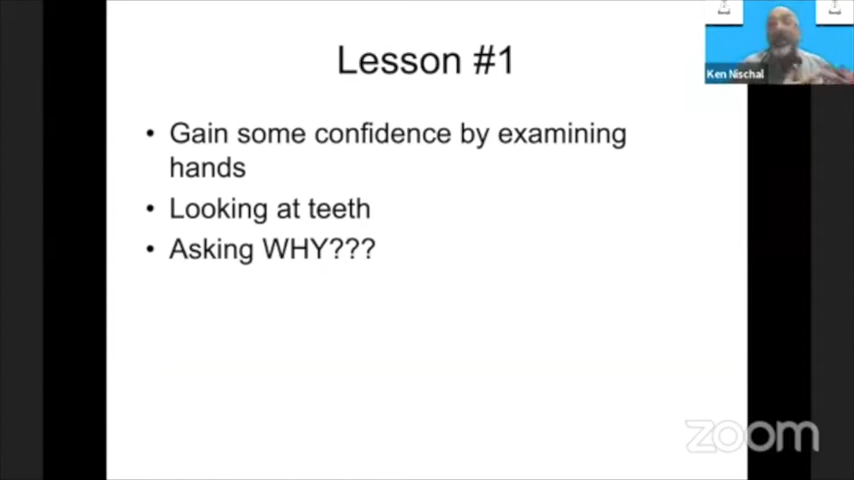 Lesson #1
Ken Nischal
• Gain some confidence by examining
hands
• Looking at teeth
• Asking WHY???
zoom